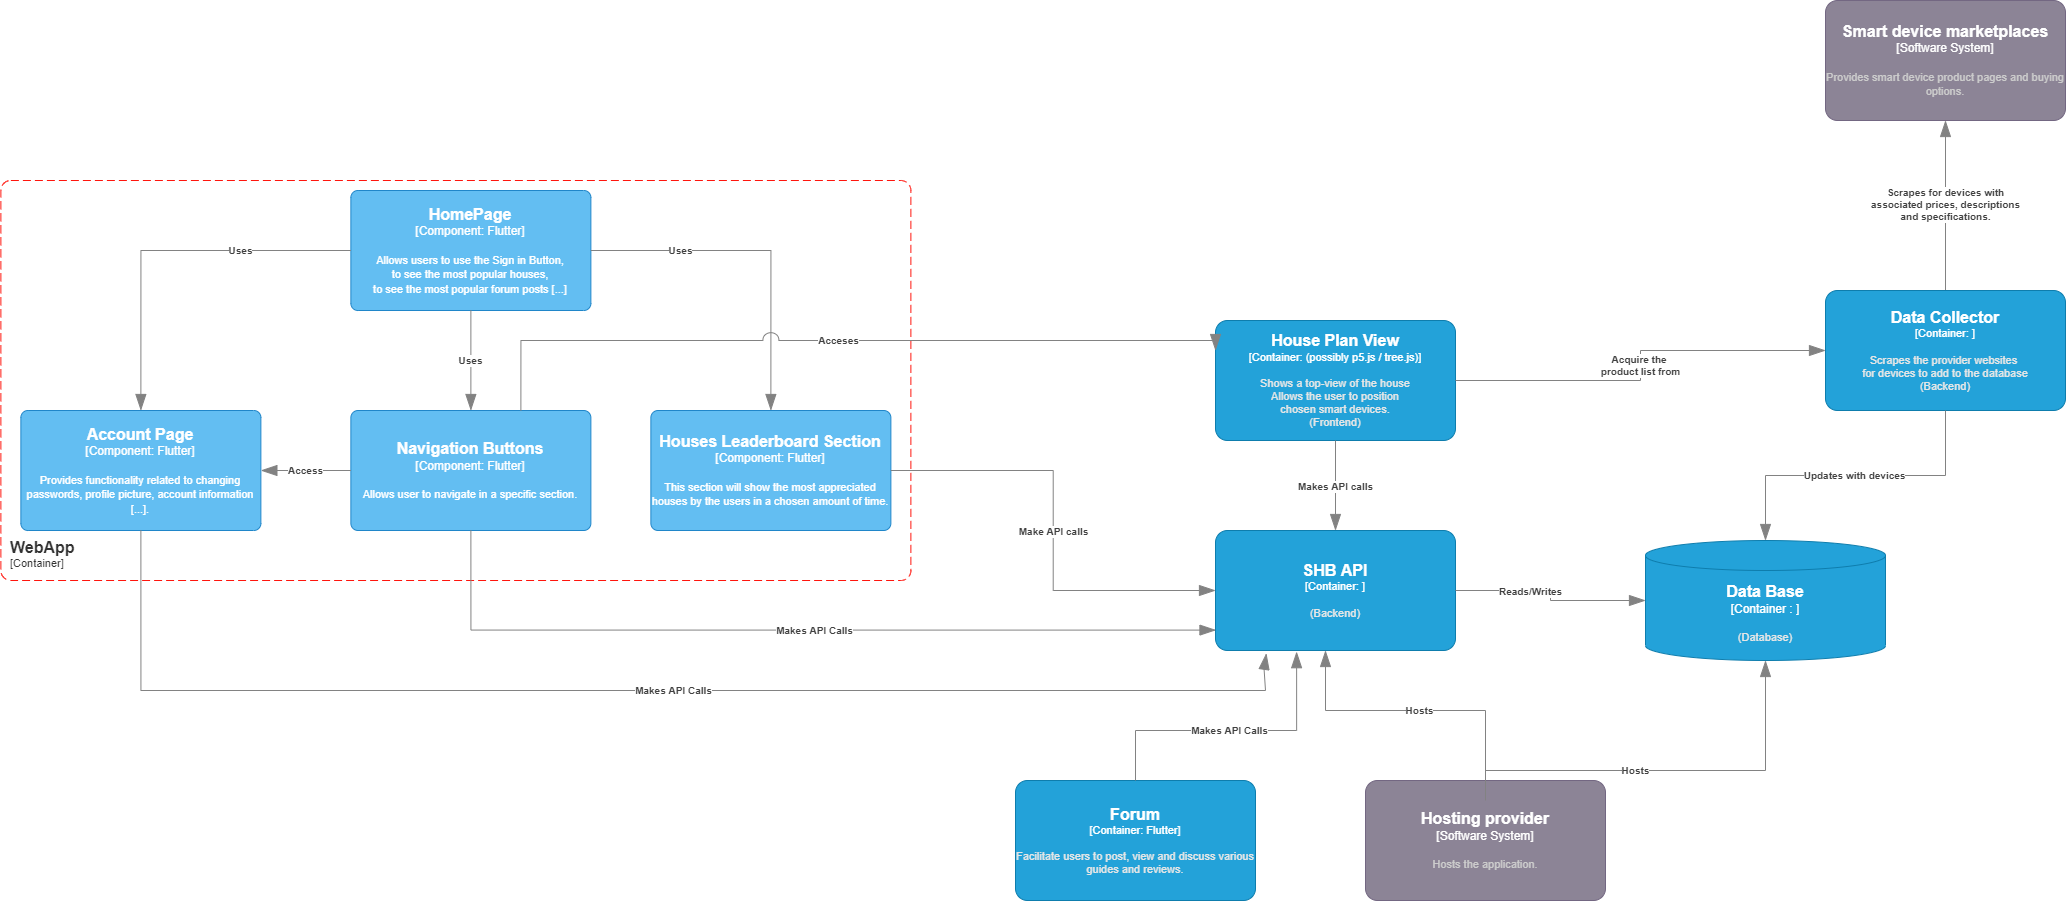 Smart device marketplaces
[Software System]
Provides smart device product pages and buying
options.
Scrapes for devices with
associated prices, descriptions
and specifications.
HomePage
[Component: Flutter]
Allows users to use the Sign in Button,
to see the most popular houses,
to see the most popular forum posts [...]
Uses
Uses
Uses
Acceses
House Plan View
[Container: (possibly p5.js / tree.js)]
Shows a top-view of the house
Allows the user to position
chosen smart devices.
(Frontend)
Acquire the
product list from
Data Collector
[Container: ]
Scrapes the provider websites
for devices to add to the database
(Backend)
Account Page
[Component: Flutter]
Provides functionality related to changing
passwords, profile picture, account information
[...].
Access
Navigation Buttons
[Component: Flutter]
Allows user to navigate in a specific section.
Houses Leaderboard Section
[Component: Flutter]
This section will show the most appreciated
houses by the users in a chosen amount of time.
Makes API calls
Updates with devices
WebApp
[Container]
Make API calls
SHB API
[Container: ]
(Backend)
Reads/Writes
Data Base
[Container : ]
(Database)
Makes API Calls
Makes API Calls
Makes API Calls
Hosts
Hosts
Forum
[Container: Flutter]
Facilitate users to post, view and discuss various
guides and reviews.
Hosting provider
[Software System]
Hosts the application.